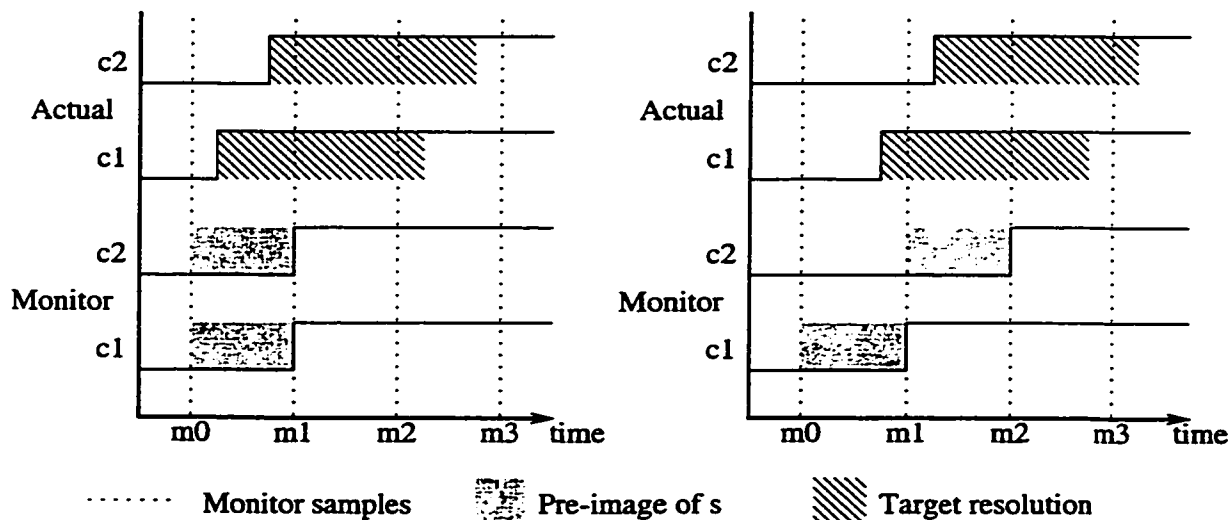 c2
Actual
c1
c2
Monitor
c1
m0 m1 m2 m3 time
c2
Actual
c1
c2
Monitor
c1
m0 m1 m2 m3 time
Monitor samples Pre-image of s Target resolution